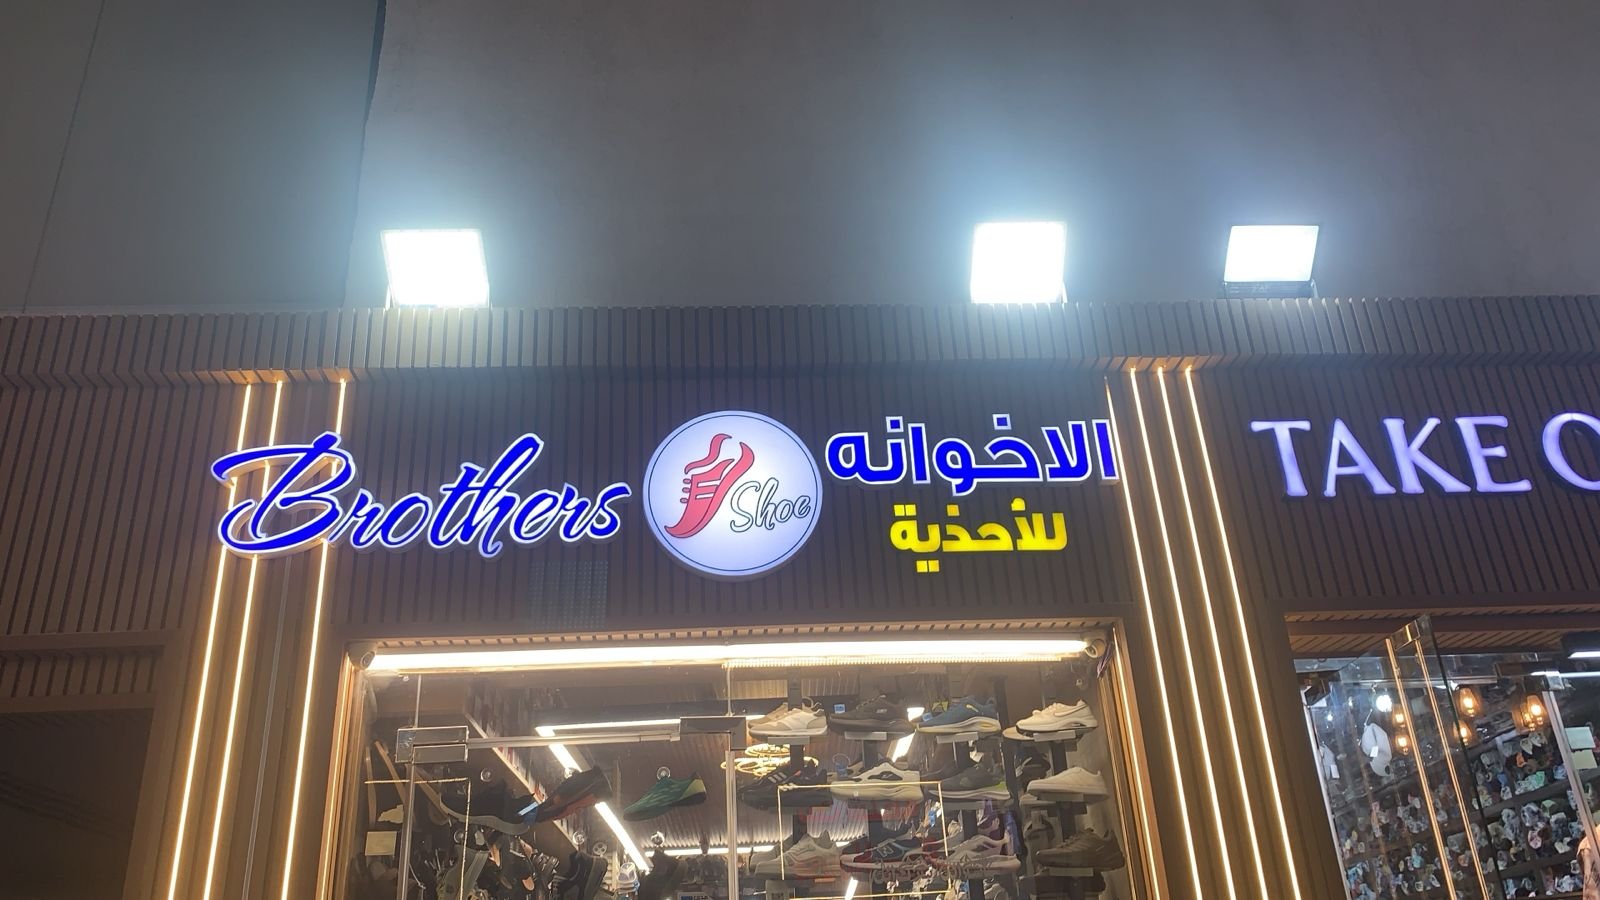 Brothers
Shoe
الاخوانه
للأحذية
TAKE